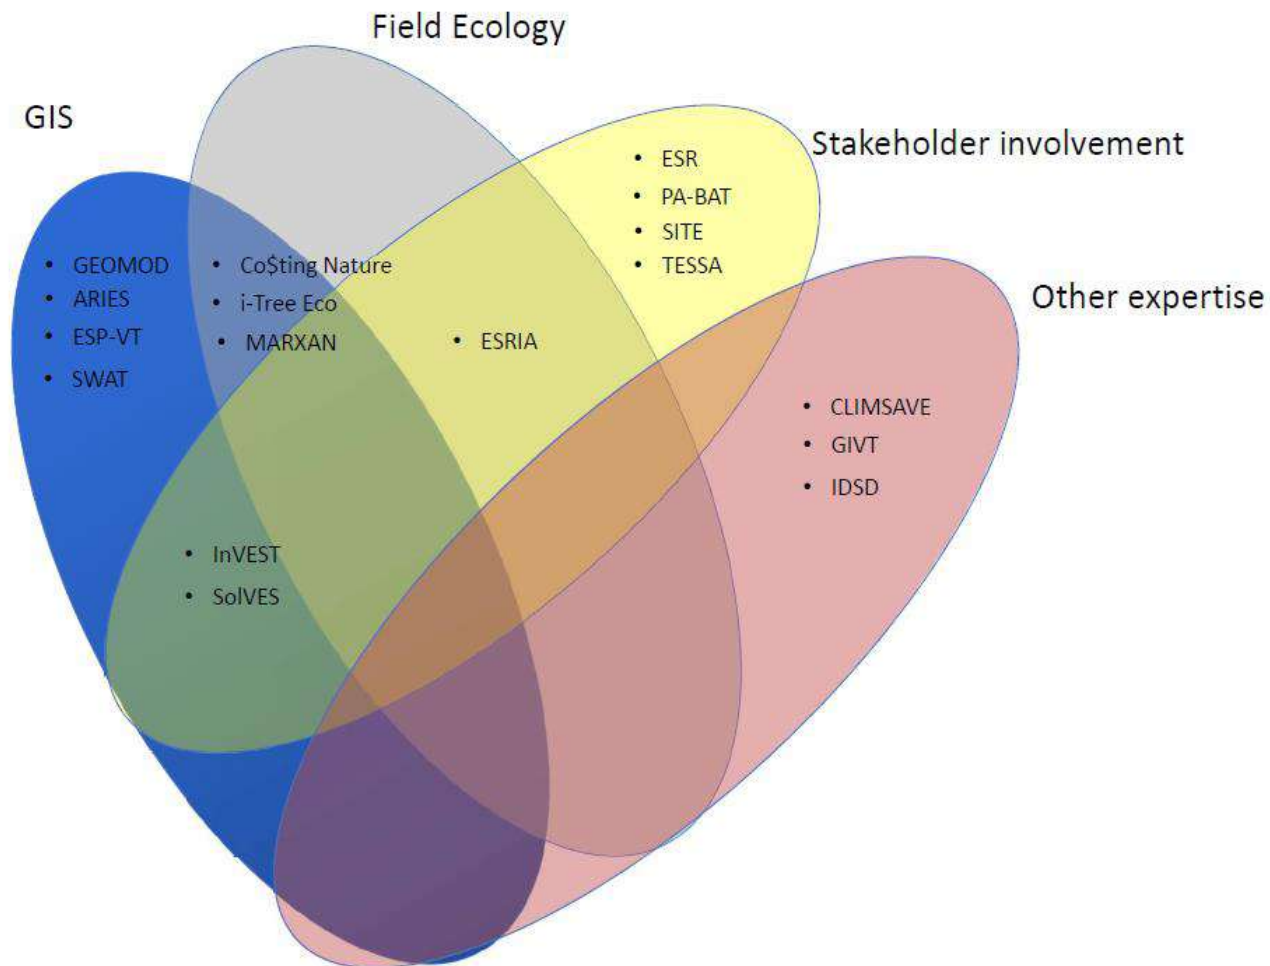 Field Ecology
GIS
Stakeholder involvement
• ESR
• PA-BAT
• SITE
• TESSA
Other expertise
• GEOMOD
• ARIES
• ESP-VT
• SWAT
• Co$ting Nature
• i-Tree Eco
• MARXAN
• ESRIA
• CLIMSAVE
• GIVT
• IDSD
• InVEST
• SolVES